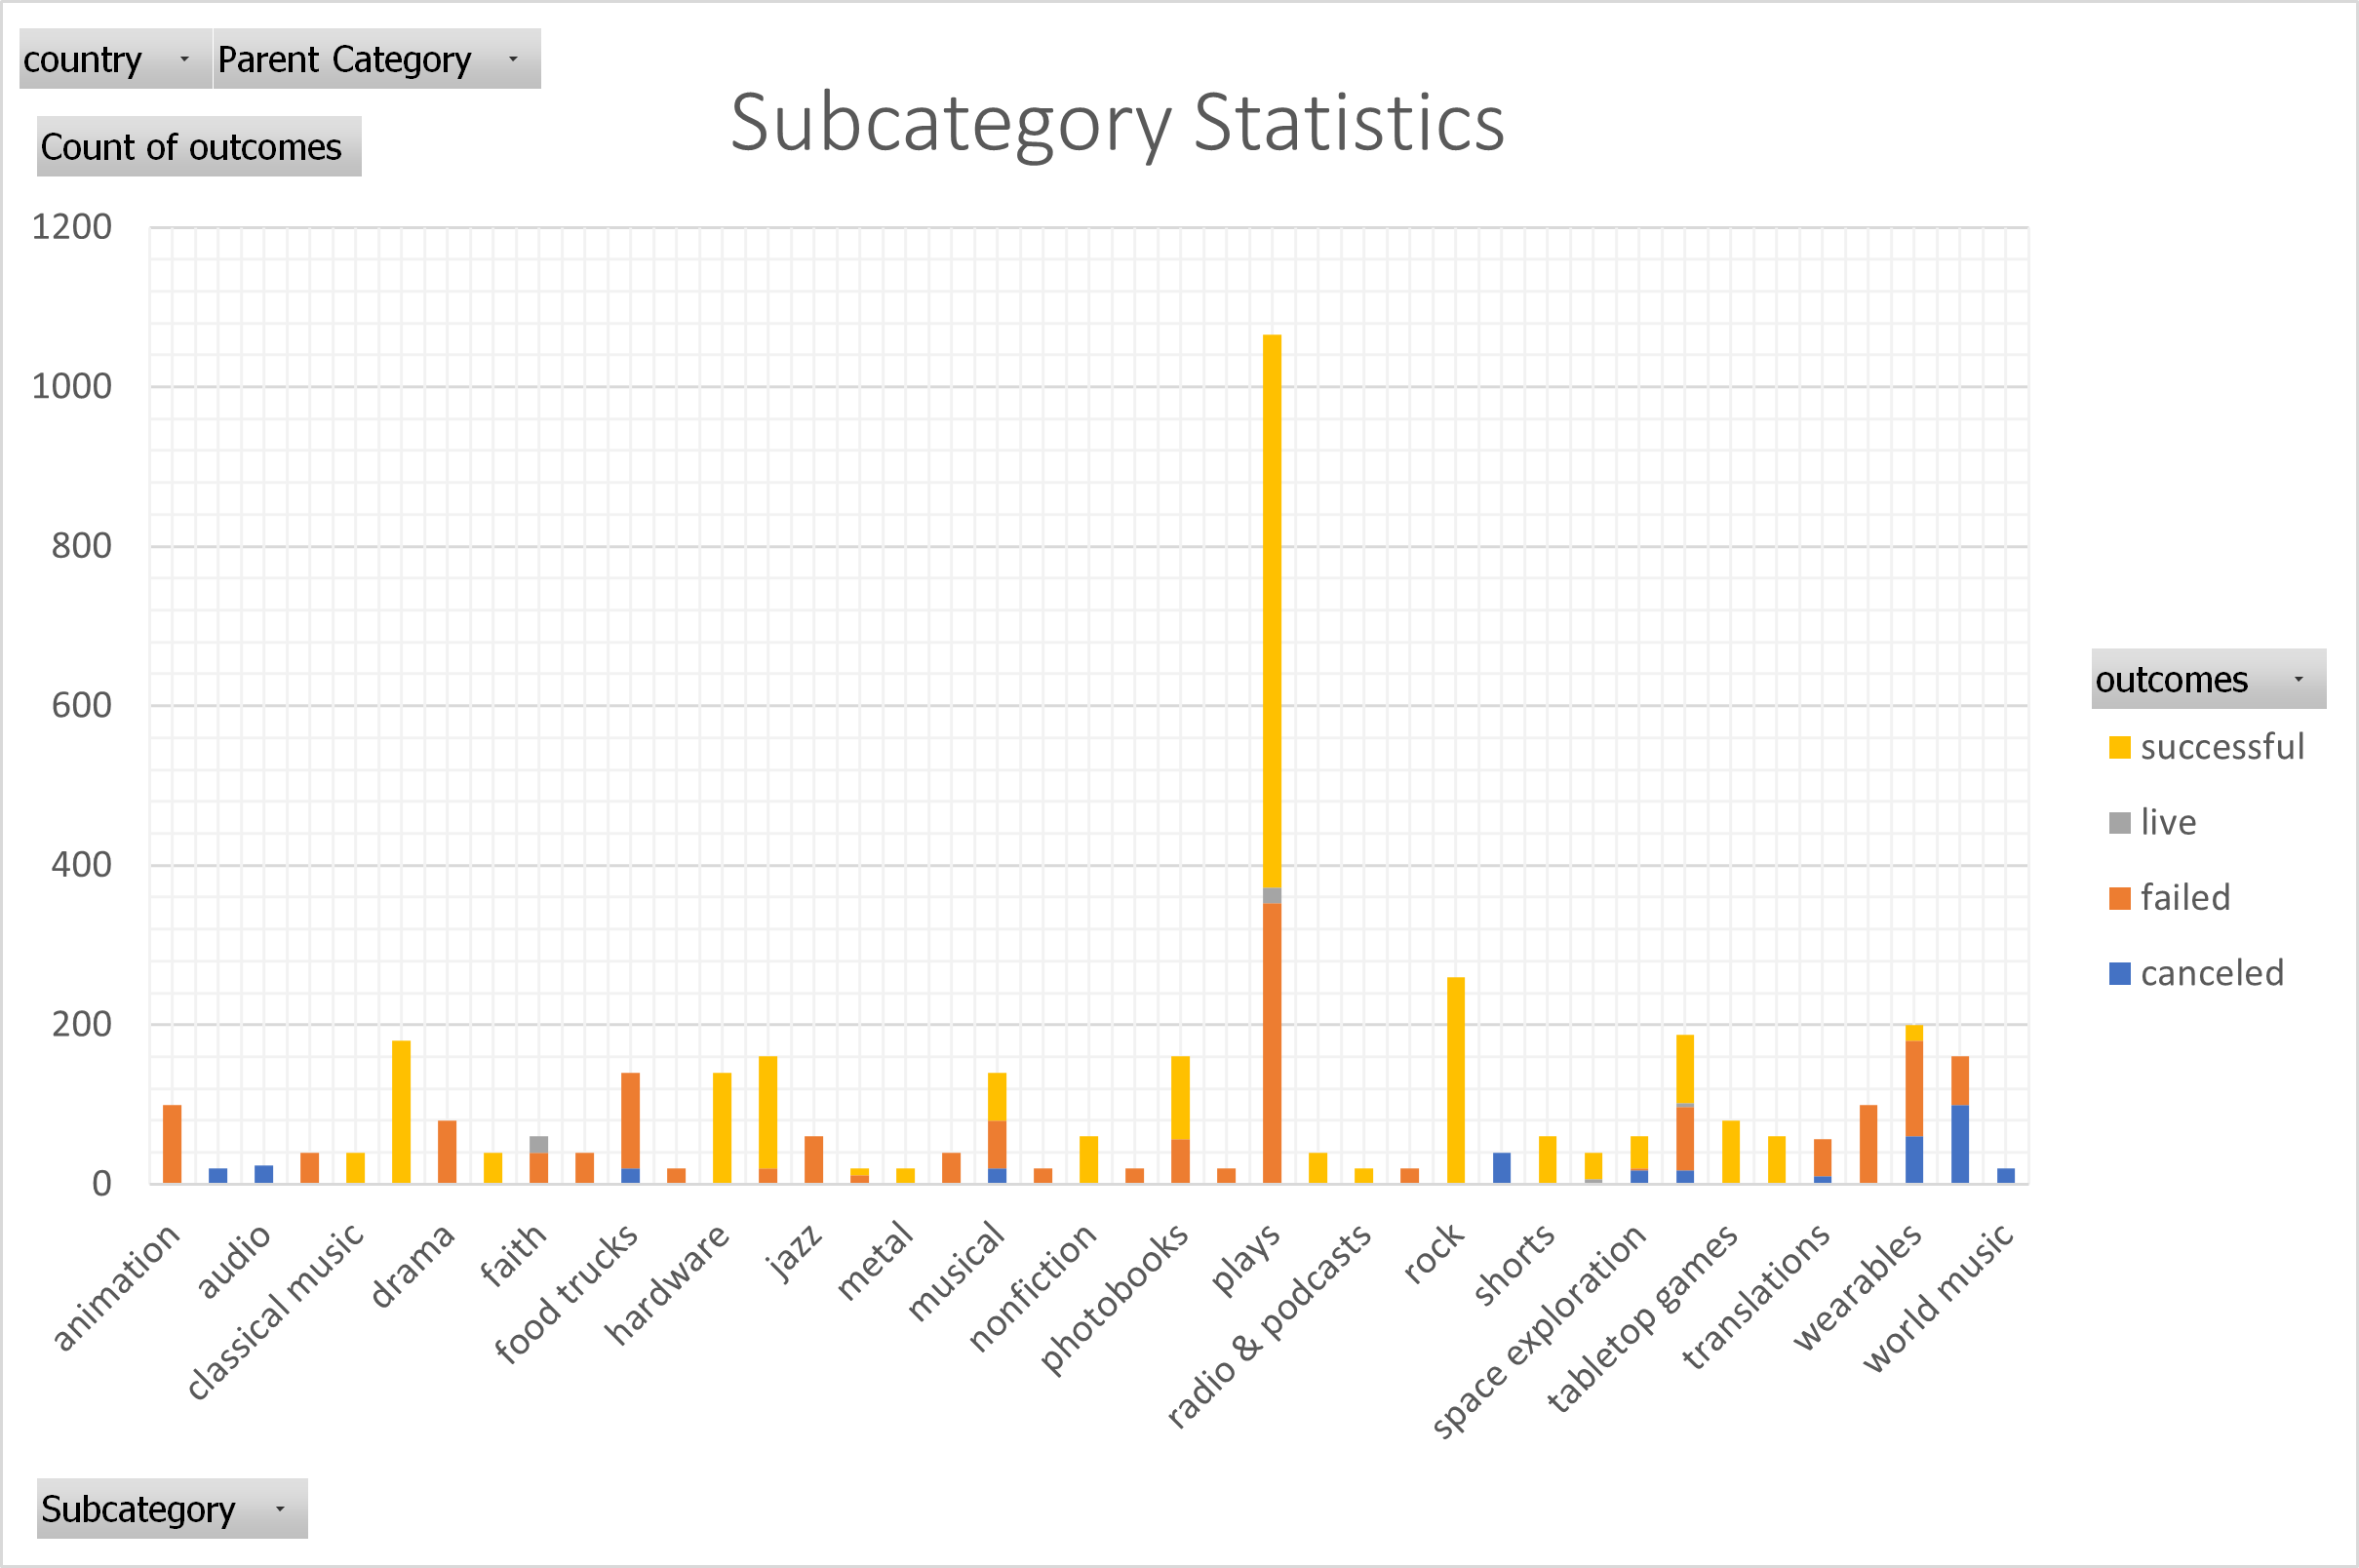 country
Parent Category
Count of outcomes
Subcategory Statistics
1200
1000
800
600
400
200
0
outcomes
successful
live
failed
canceled
animation
audio
classical music
drama
faith
food trucks
hardware
jazz
metal
musical
nonfiction
photobooks
plays
radio & podcasts
rock
shorts
space exploration
tabletop games
translations
wearables
world music
Subcategory